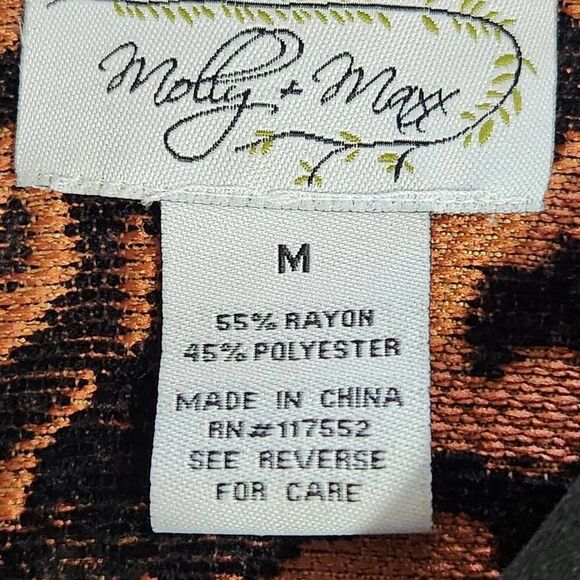 Molly + Maxx
M
55% RAYON
45% POLYESTER
MADE IN CHINA
RN#117552
SEE REVERSE
FOR CARE